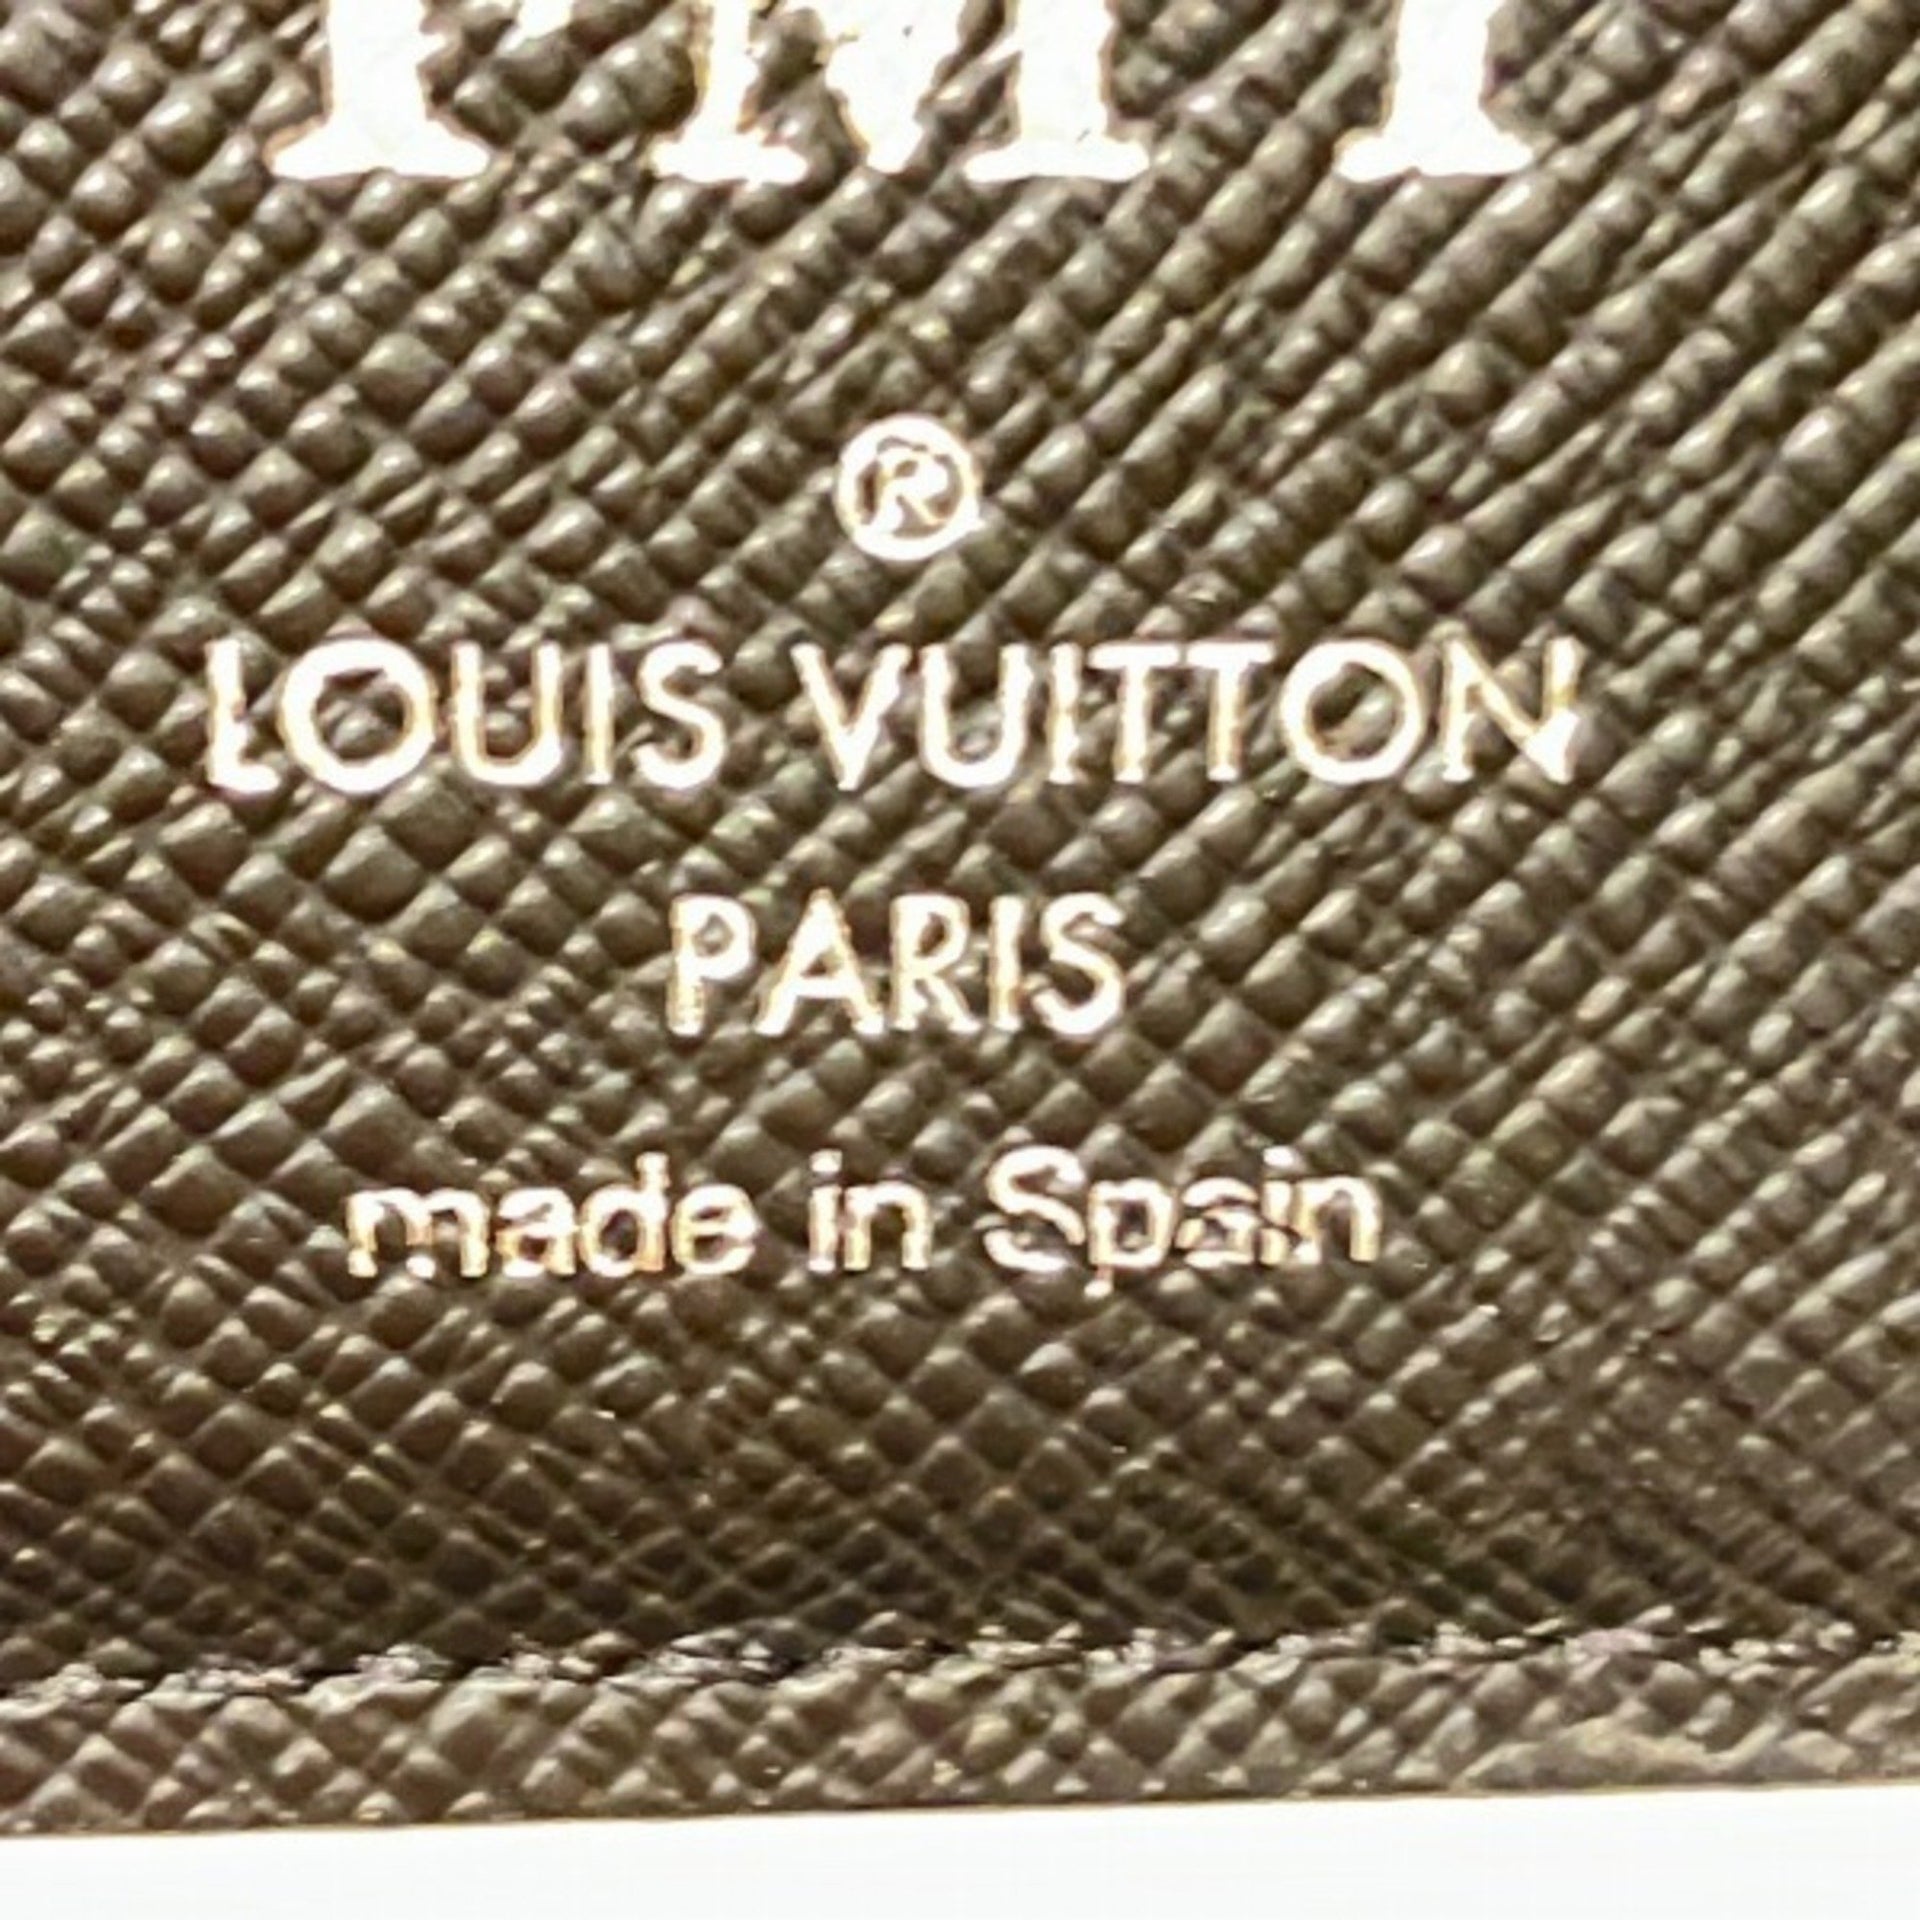 ®
LOUIS VUITTON
PARIS
made in Spain